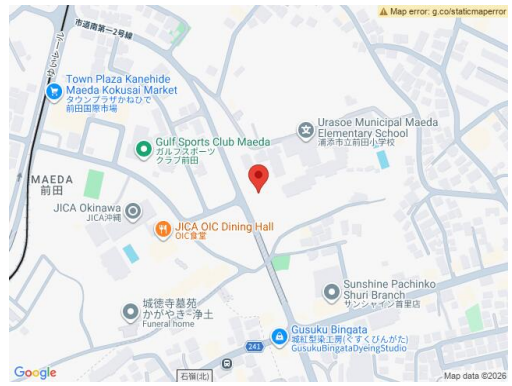 Map error: g.co/staticmaperror
市道南第一2号線
Town Plaza Kanehide
Maeda Kokusai Market
タウンプラザかねひで
前田国際市場
Urasoe Municipal Maeda
Elementary School
浦添市立前田小学校
Gulf Sports Club Maeda
ガルフスポーツ
クラブ前田
MAEDA
前田
JICA Okinawa
JICA沖縄
JICA OIC Dining Hall
OIC食堂
Sunshine Pachinko
Shuri Branch
サンシャイン首里店
城徳寺墓苑
かがやき-浄土
Funeral home
Gusuku Bingata
城紅型染工房(ぐすくびんがた)
GusukuBingataDyeingStudio
241
石嶺(北)
Google
Map data ©2026